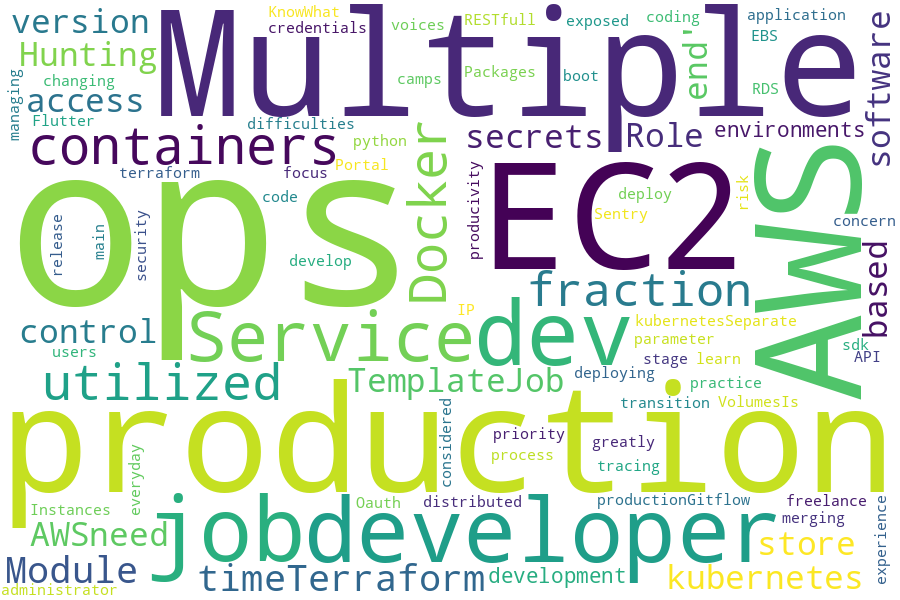 version
Multiple
KnowWhat
credentials
voices
RESTfull
exposed
coding
application
EBS
end'
software
Hunting
changing
managing
access
Flutter
camps
Packages
boot
RDS
difficulties
containers
python
Docker
secrets
Role
environments
terraform
focus
Portal
code
ops
producivity
EC2
deploy
Sentry
risk
AWS
concern
release
main
security
develop
based
fraction
control
users
Service
IP
dev
kubernetesSeparate
parameter
sdk
API
stage
learn
utilized
TemplateJob
deploying
practice
transition
VolumesIs
production
considered
priority
process
greatly
tracing
everyday
Instances
AWSneed
job
Oauth
distributed
developer
productionGitflow
freelance
merging
experience
store
Module
administrator
timeTerraform
development
kubernetes